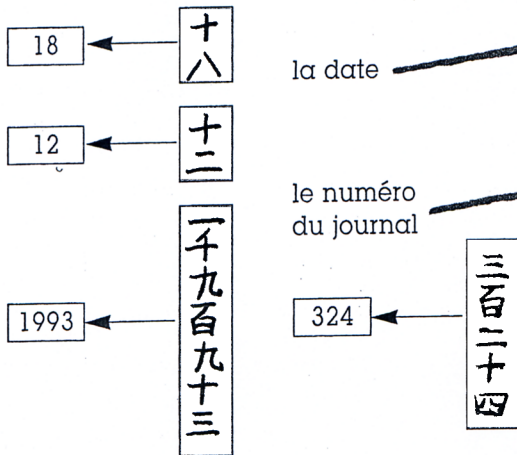 18
十八
la date
12
十二
le numéro
du journal
1993
一千九百九十三
324
三百二十四